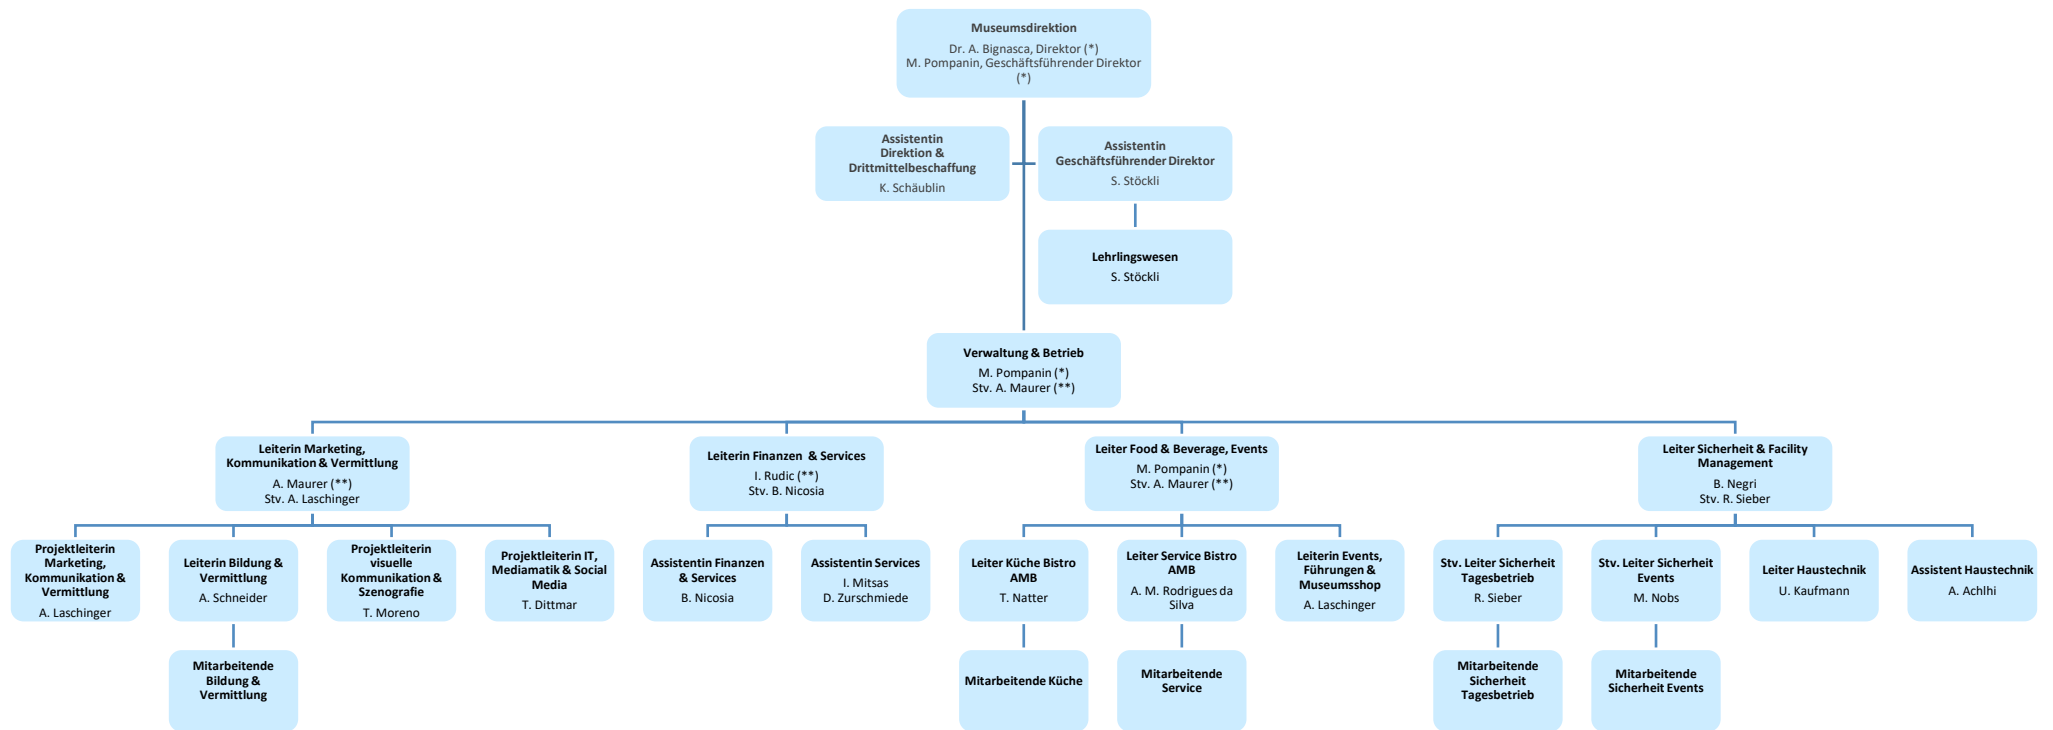 Museumsdirektion
Dr. A. Bignasca, Direktor (*)
M. Pompanin, Geschäftsführender Direktor
(*)
Assistentin
Direktion &
Drittmittelbeschaffung
K. Schäublin
Assistentin
Geschäftsführender Direktor
S. Stöckli
Lehrlingswesen
S. Stöckli
Verwaltung & Betrieb
M. Pompanin (*)
Stv. A. Maurer (**)
Leiterin Marketing,
Kommunikation & Vermittlung
A. Maurer (**)
Stv. A. Laschinger
Leiterin Finanzen & Services
I. Rudic (**)
Stv. B. Nicosia
Leiter Food & Beverage, Events
M. Pompanin (*)
Stv. A. Maurer (**)
Leiter Sicherheit & Facility
Management
B. Negri
Stv. R. Sieber
Projektleiterin
Marketing,
Kommunikation &
Vermittlung
A. Laschinger
Leiterin Bildung &
Vermittlung
A. Schneider
Projektleiterin
visuelle
Kommunikation &
Szenografie
T. Moreno
Projektleiterin IT,
Mediamatik & Social
Media
T. Dittmar
Assistentin Finanzen
& Services
B. Nicosia
Assistentin Services
I. Mitsas
D. Zurschmiede
Leiter Küche Bistro
AMB
T. Natter
Leiter Service Bistro
AMB
A. M. Rodrigues da
Silva
Leiterin Events,
Führungen &
Museumsshop
A. Laschinger
Stv. Leiter Sicherheit
Tagesbetrieb
R. Sieber
Stv. Leiter Sicherheit
Events
M. Nobs
Leiter Haustechnik
U. Kaufmann
Assistent Haustechnik
A. Achlhi
Mitarbeitende
Bildung &
Vermittlung
Mitarbeitende Küche
Mitarbeitende
Service
Mitarbeitende
Sicherheit
Tagesbetrieb
Mitarbeitende
Sicherheit Events